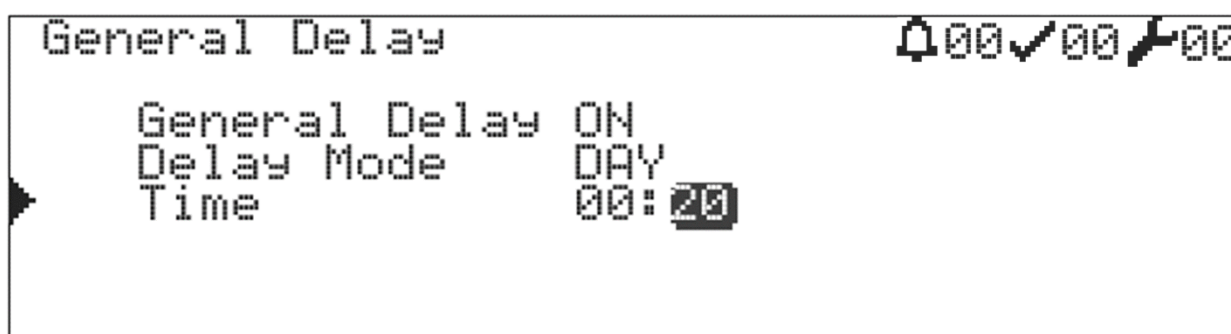 General Delay 00 00 00
General Delay ON
Delay Mode DAY
Time 00:20